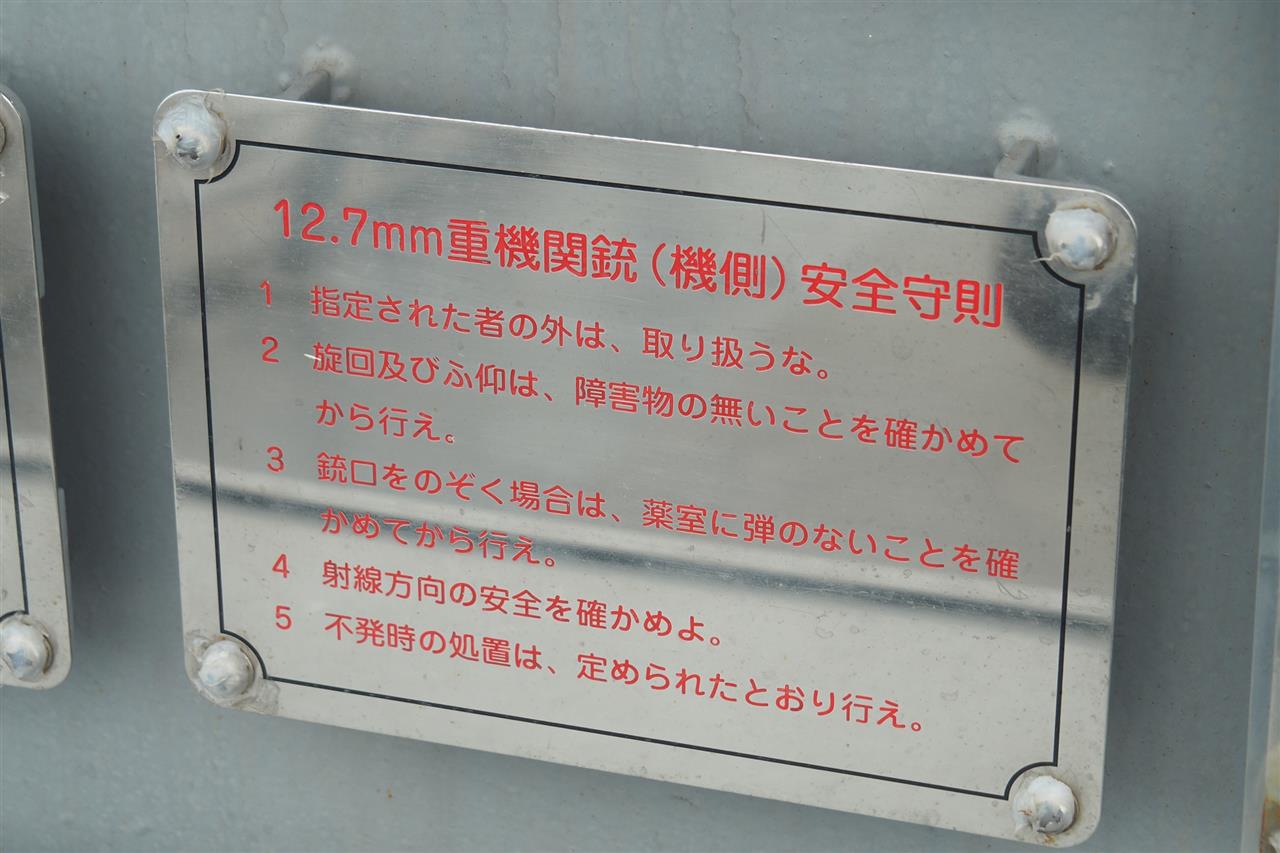 12.7mm重機関銃(機側)安全守則
1 指定された者の外は、取り扱うな。
2 旋回及びふ仰は、障害物の無いことを確かめて
から行え。
3 銃口をのぞく場合は、薬室に弾のないことを確
かめてから行え。
4 射線方向の安全を確かめよ。
5 不発時の処置は、定められたとおり行え。